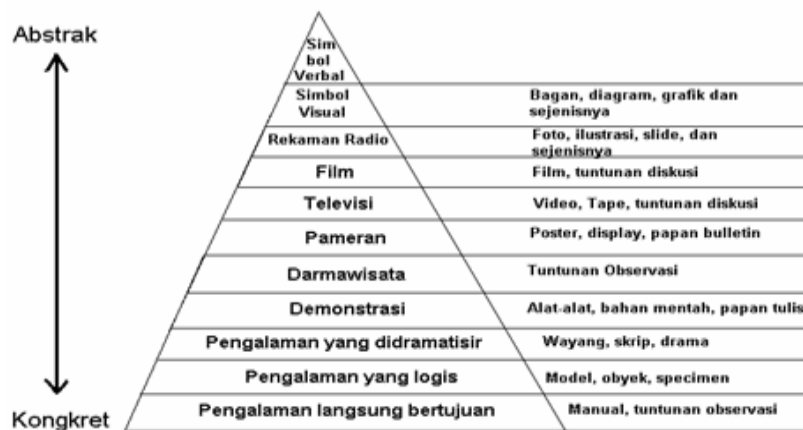 Abstrak
Sim
bol
Verbal
Simbol
Visual
Bagan, diagram, grafik dan
sejenisnya
Rekaman Radio
Foto, ilustrasi, slide, dan
sejenisnya
Film
Film, tuntunan diskusi
Televisi
Video, Tape, tuntunan diskusi
Pameran
Poster, display, papan bulletin
Darmawisata
Tuntunan Observasi
Demonstrasi
Alat-alat, bahan mentah, papan tulis
Pengalaman yang didramatisir
Wayang, skrip, drama
Pengalaman yang logis
Model, obyek, specimen
Pengalaman langsung bertujuan
Manual, tuntunan observasi
Kongkret